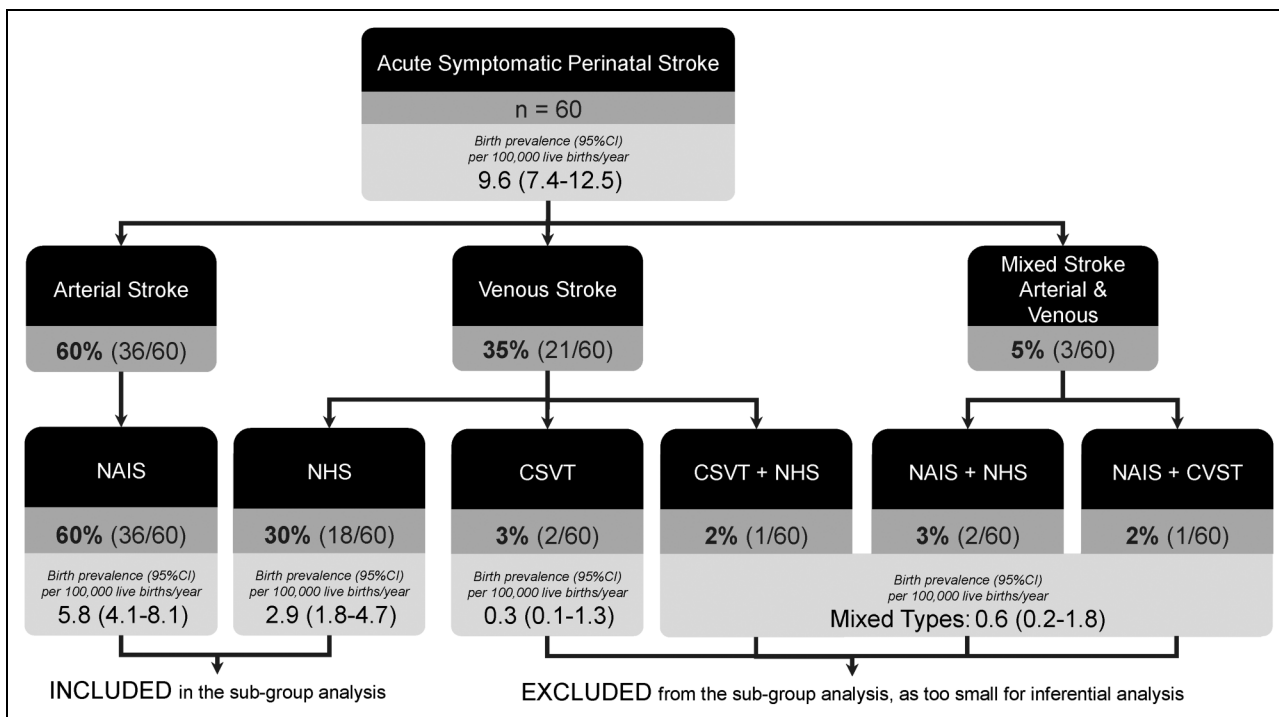 Acute Symptomatic Perinatal Stroke
n = 60
Birth prevalence (95%CI)
per 100,000 live births/year
9.6 (7.4-12.5)
Arterial Stroke
60% (36/60)
Venous Stroke
35% (21/60)
Mixed Stroke
Arterial &
Venous
5% (3/60)
NAIS
60% (36/60)
Birth prevalence (95%CI)
per 100,000 live births/year
5.8 (4.1-8.1)
NHS
30% (18/60)
Birth prevalence (95%CI)
per 100,000 live births/year
2.9 (1.8-4.7)
CSVT
3% (2/60)
Birth prevalence (95%CI)
per 100,000 live births/year
0.3 (0.1-1.3)
CSVT + NHS
2% (1/60)
NAIS + NHS
3% (2/60)
NAIS + CVST
2% (1/60)
Birth prevalence (95%CI)
per 100,000 live births/year
Mixed Types: 0.6 (0.2-1.8)
INCLUDED in the sub-group analysis
EXCLUDED from the sub-group analysis, as too small for inferential analysis